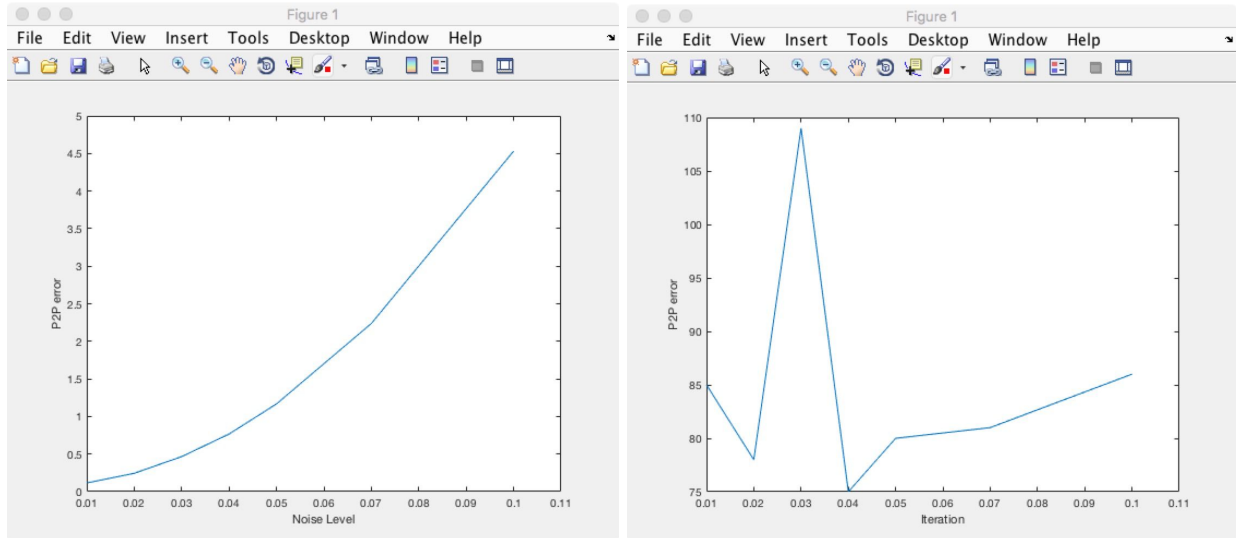 Figure 1
File Edit View Insert Tools Desktop Window Help
5
4.5
4
3.5
3
2.5
2
1.5
1
0.5
0
P2P error
0.01 0.02 0.03 0.04 0.05 0.06 0.07 0.08 0.09 0.1 0.11
Noise Level
Figure 1
File Edit View Insert Tools Desktop Window Help
110
105
100
95
90
85
80
75
P2P error
0.01 0.02 0.03 0.04 0.05 0.06 0.07 0.08 0.09 0.1 0.11
Iteration